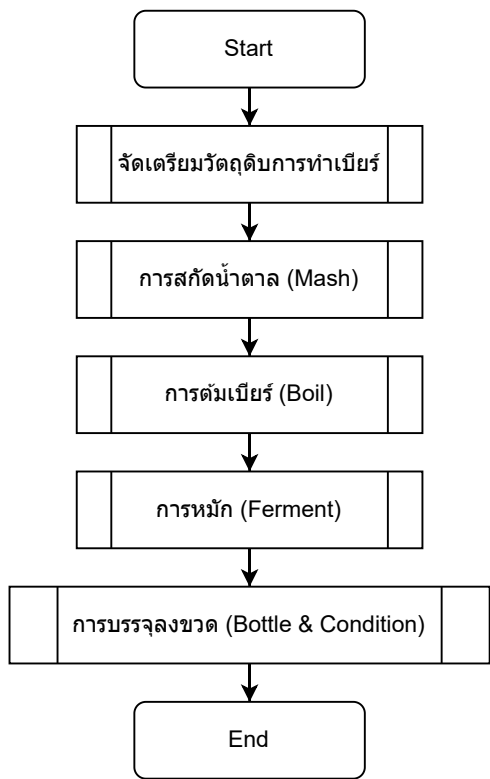 Start
จัดเตรียมวัตถุดิบการทำเบียร์
การสกัดน้ำตาล (Mash)
การต้มเบียร์ (Boil)
การหมัก (Ferment)
การบรรจุลงขวด (Bottle & Condition)
End